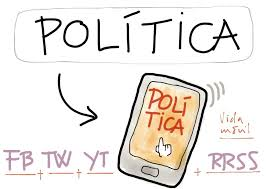 POLÍTICA
POLÍ
TICA
Vida
móvil
FB + TW + YT + RRSS